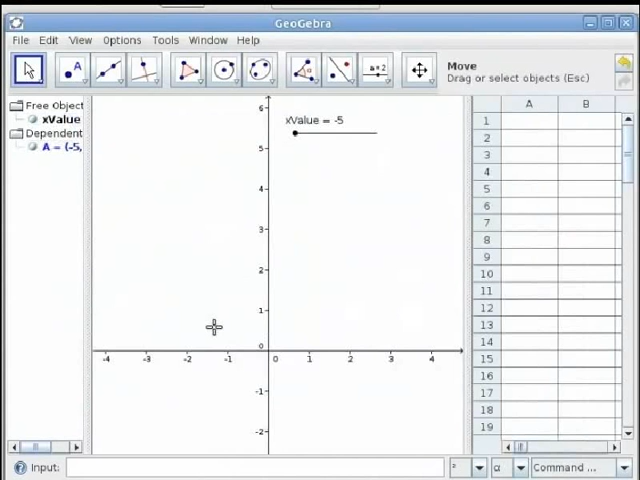 GeoGebra
File Edit View Options Tools Window Help
A
a=2
Move
Drag or select objects (Esc)
Free Object
xValue
Dependent
A = (-5,
xValue = -5
6
5
4
3
2
1
0
-1
-2
-4 -3 -2 -1 0 1 2 3 4
A B
1
2
3
4
5
6
7
8
9
10
11
12
13
14
15
16
17
18
19
Input: ² α Command ...